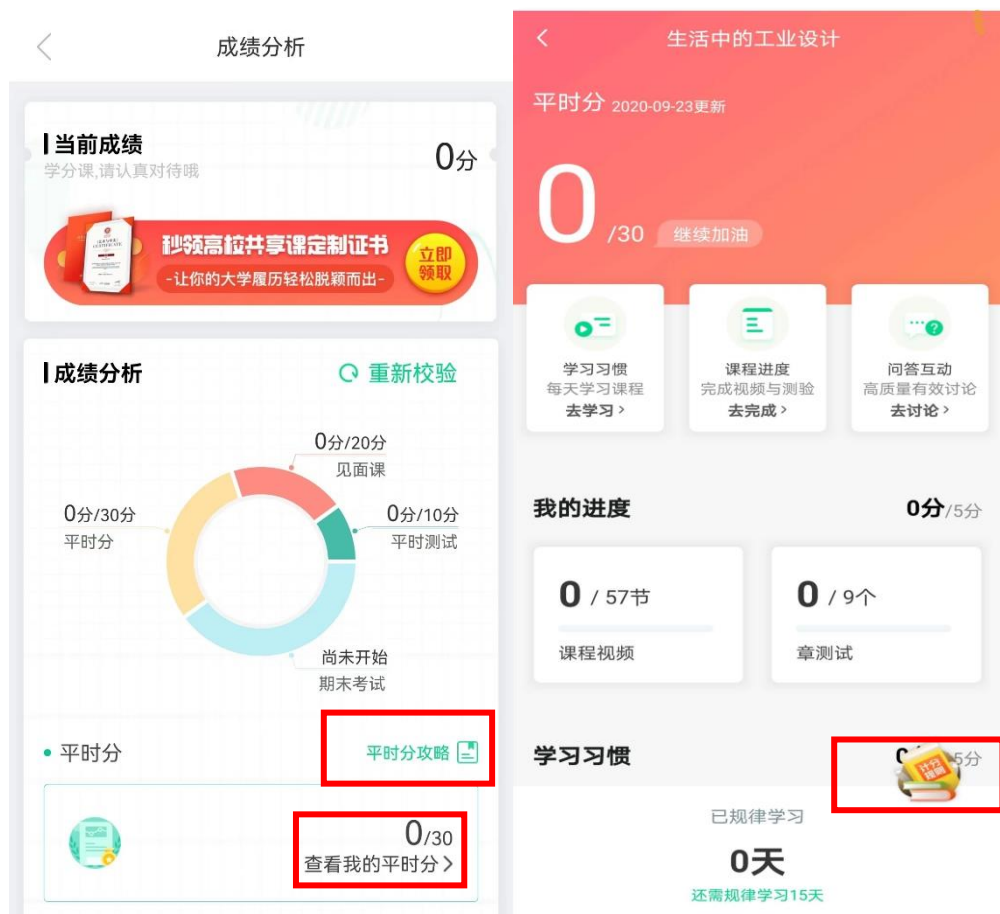 成绩分析
当前成绩
学分课,请认真对待哦
0分
秒领高校共享课定制证书
-让你的大学履历轻松脱颖而出-
立即
领取
成绩分析
重新校验
0分/20分
见面课
0分/30分
平时分
0分/10分
平时测试
尚未开始
期末考试
平时分
平时分攻略
0/30
查看我的平时分
生活中的工业设计
平时分 2020-09-23更新
0/30 继续加油
学习习惯
每天学习课程
去学习
课程进度
完成视频与测验
去完成
问答互动
高质量有效讨论
去讨论
我的进度
0分/5分
0 / 57节
课程视频
0 / 9个
章测试
学习习惯
5分
计分
规则
已规律学习
0天
还需规律学习15天